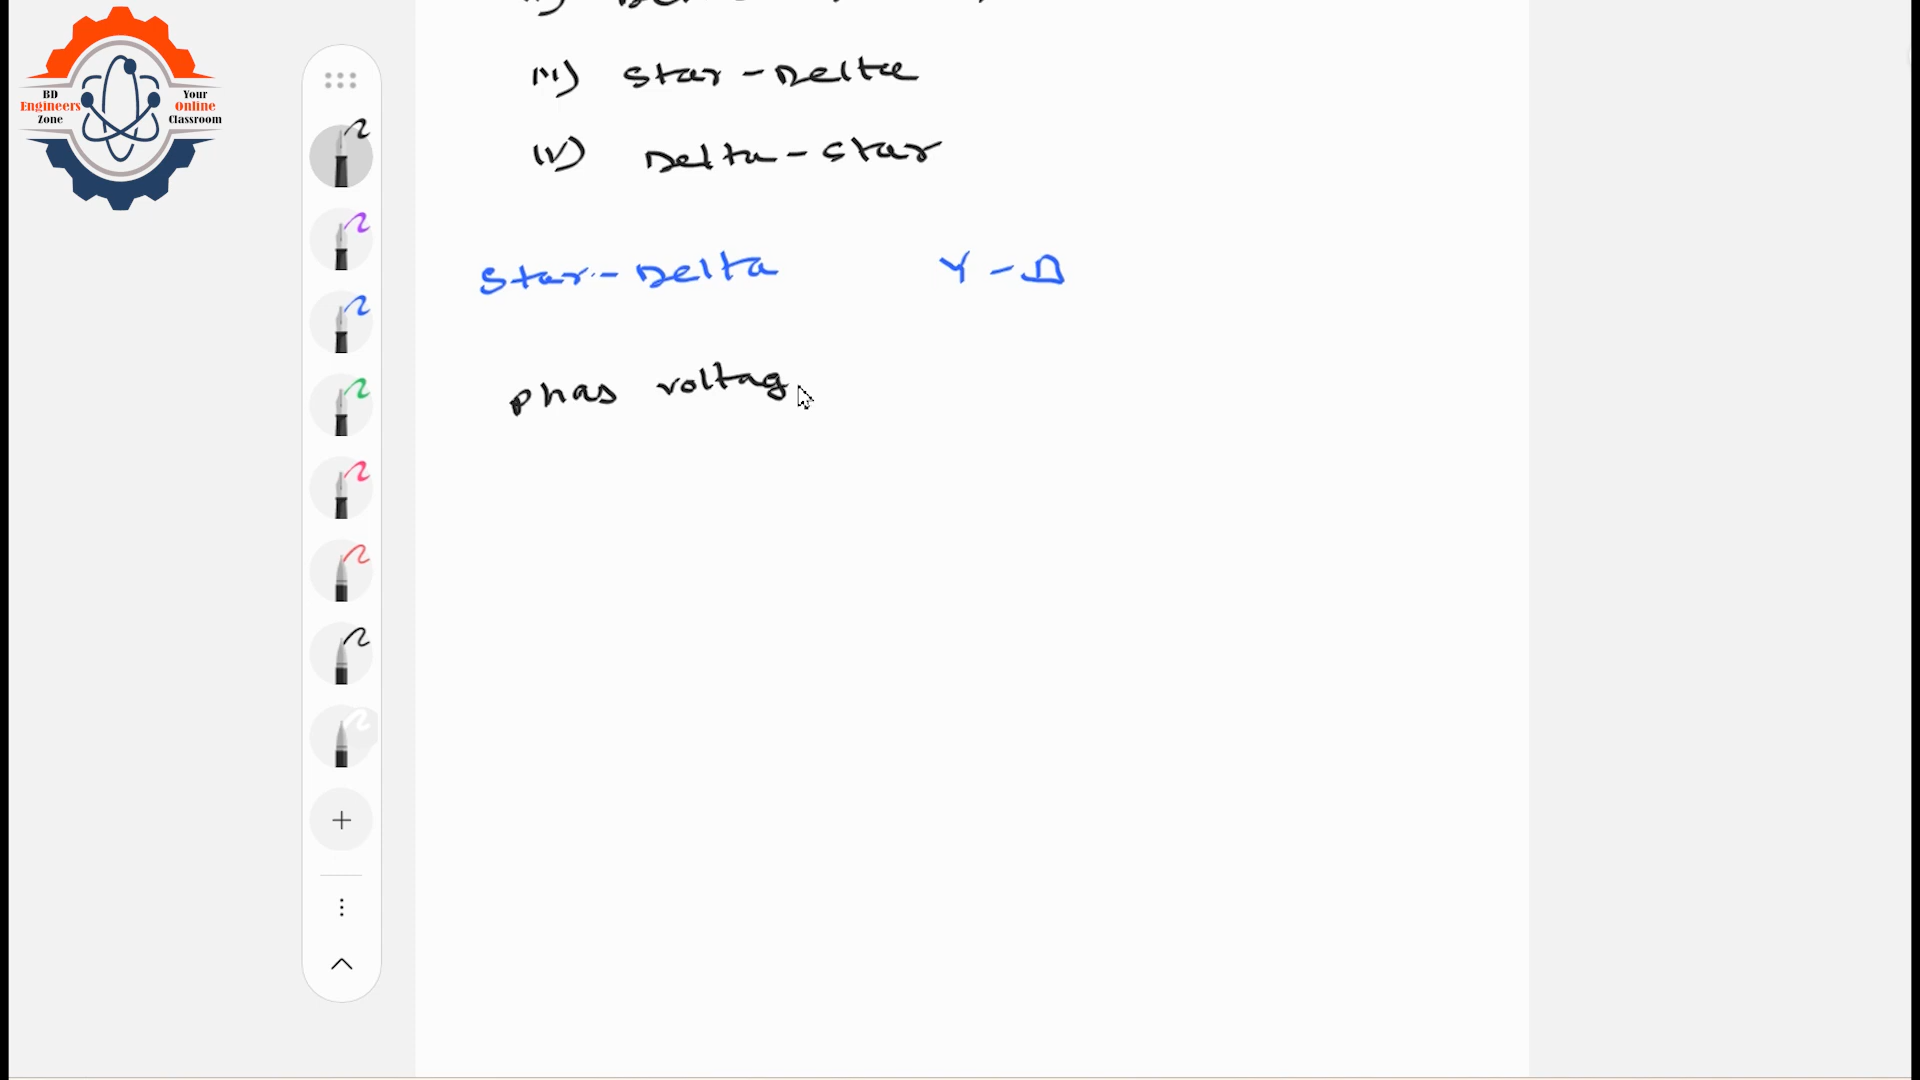 BD
Engineers
Zone
Your
Online
Classroom
iii) Star - Delta
iv) Delta - Star
Star - Delta Y - Δ
phas voltag